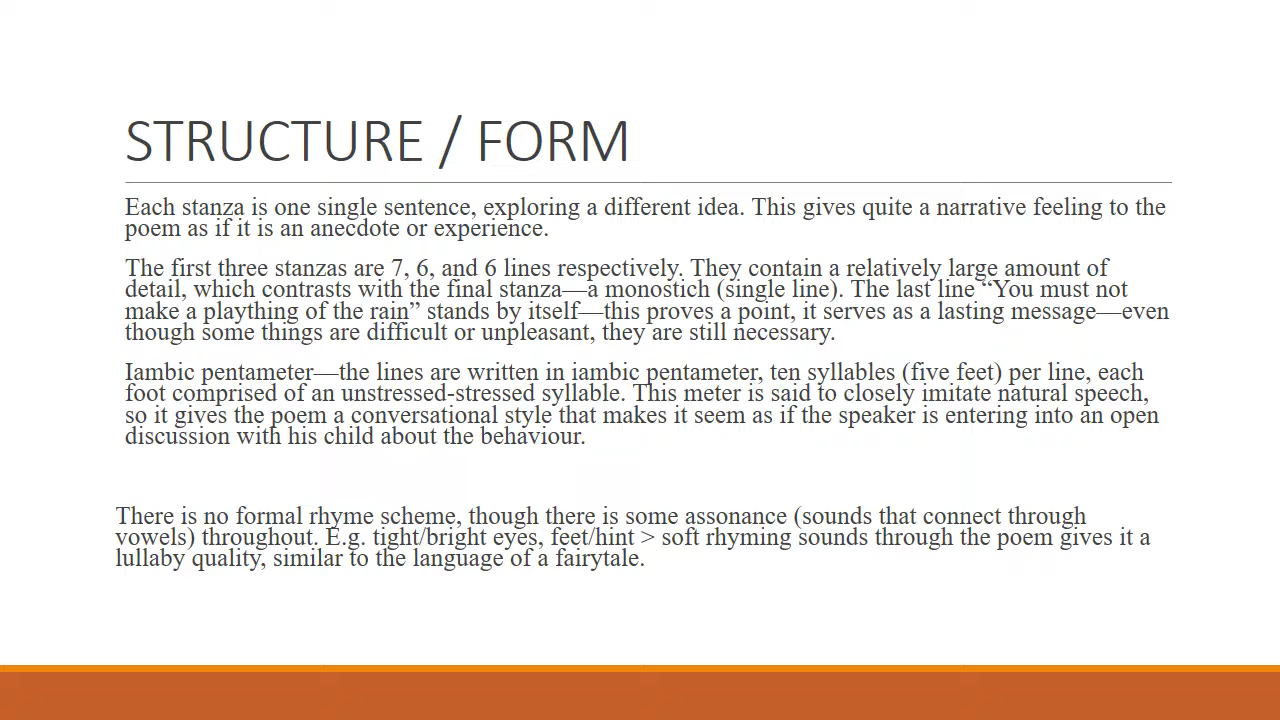 STRUCTURE / FORM
Each stanza is one single sentence, exploring a different idea. This gives quite a narrative feeling to the
poem as if it is an anecdote or experience.
The first three stanzas are 7, 6, and 6 lines respectively. They contain a relatively large amount of
detail, which contrasts with the final stanza—a monostich (single line). The last line “You must not
make a plaything of the rain” stands by itself—this proves a point, it serves as a lasting message—even
though some things are difficult or unpleasant, they are still necessary.
Iambic pentameter—the lines are written in iambic pentameter, ten syllables (five feet) per line, each
foot comprised of an unstressed-stressed syllable. This meter is said to closely imitate natural speech,
so it gives the poem a conversational style that makes it seem as if the speaker is entering into an open
discussion with his child about the behaviour.
There is no formal rhyme scheme, though there is some assonance (sounds that connect through
vowels) throughout. E.g. tight/bright eyes, feet/hint > soft rhyming sounds through the poem gives it a
lullaby quality, similar to the language of a fairytale.